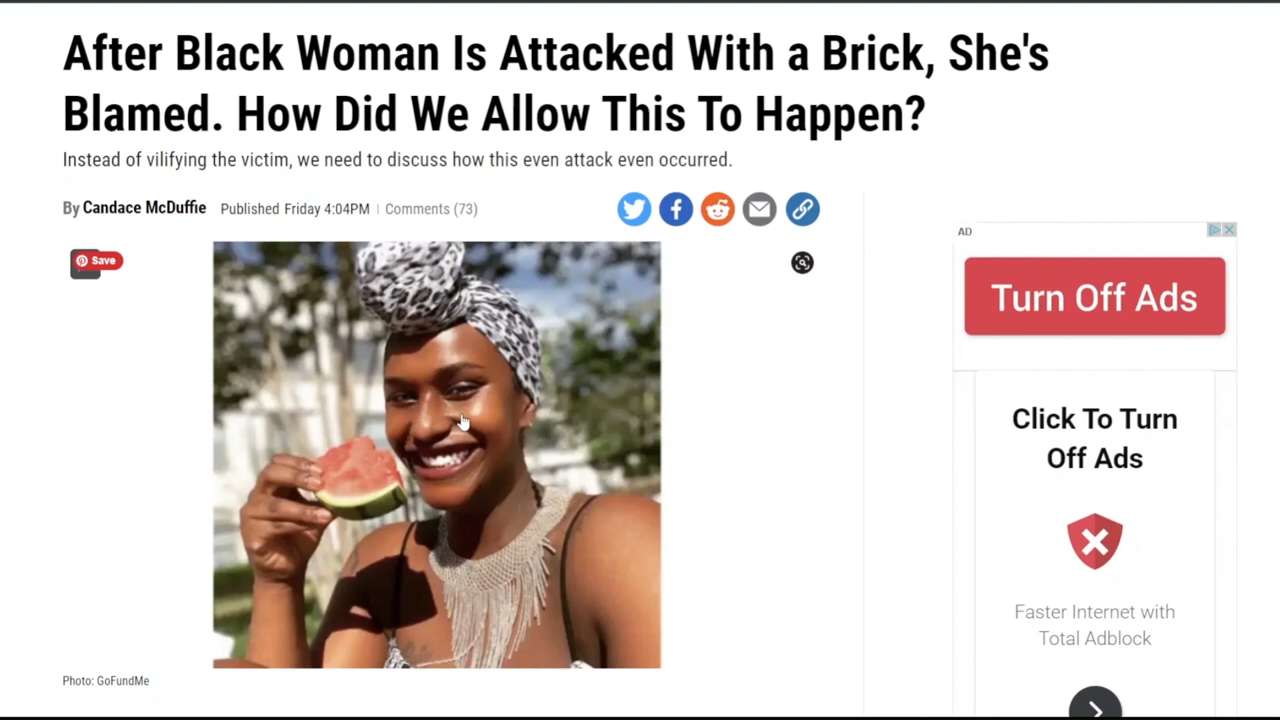 After Black Woman Is Attacked With a Brick, She's
Blamed. How Did We Allow This To Happen?
Instead of vilifying the victim, we need to discuss how this even attack even occurred.
By Candace McDuffie Published Friday 4:04PM | Comments (73)
Save
AD
Turn Off Ads
Click To Turn
Off Ads
Faster Internet with
Total Adblock
Photo: GoFundMe